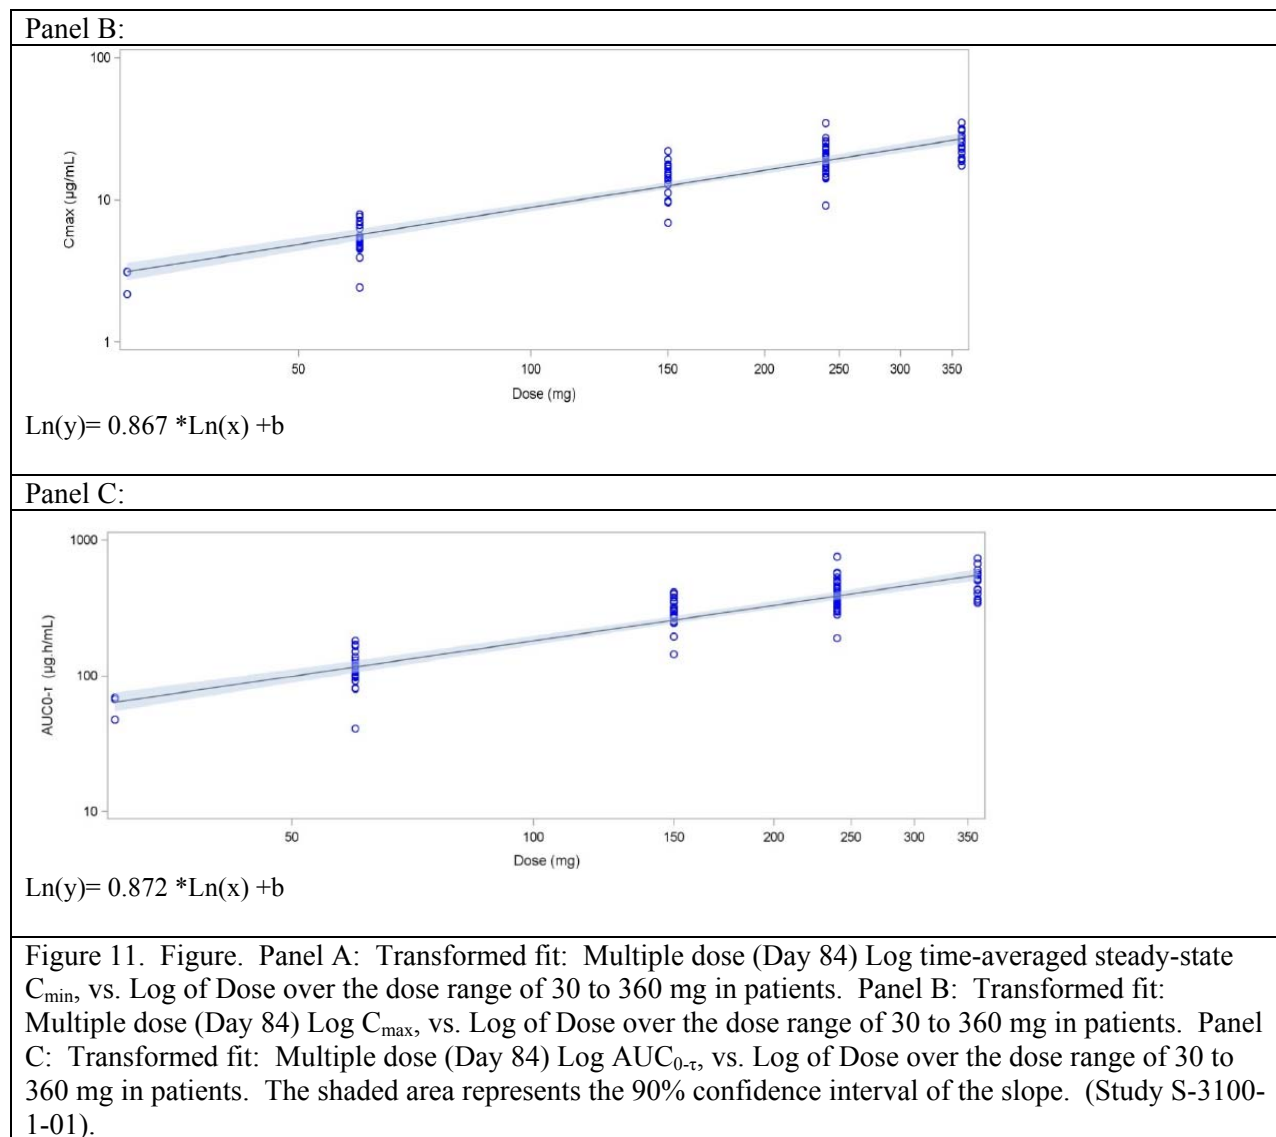 Panel B:
100
10
1
Cmax (µg/mL)
50 100 150 200 250 300 350
Dose (mg)
Ln(y)= 0.867 *Ln(x) +b
Panel C:
1000
100
10
AUC0-τ (µg.h/mL)
50 100 150 200 250 300 350
Dose (mg)
Ln(y)= 0.872 *Ln(x) +b
Figure 11. Figure. Panel A: Transformed fit: Multiple dose (Day 84) Log time-averaged steady-state
Cmin, vs. Log of Dose over the dose range of 30 to 360 mg in patients. Panel B: Transformed fit:
Multiple dose (Day 84) Log Cmax, vs. Log of Dose over the dose range of 30 to 360 mg in patients. Panel
C: Transformed fit: Multiple dose (Day 84) Log AUC0-τ, vs. Log of Dose over the dose range of 30 to
360 mg in patients. The shaded area represents the 90% confidence interval of the slope. (Study S-3100-
1-01).